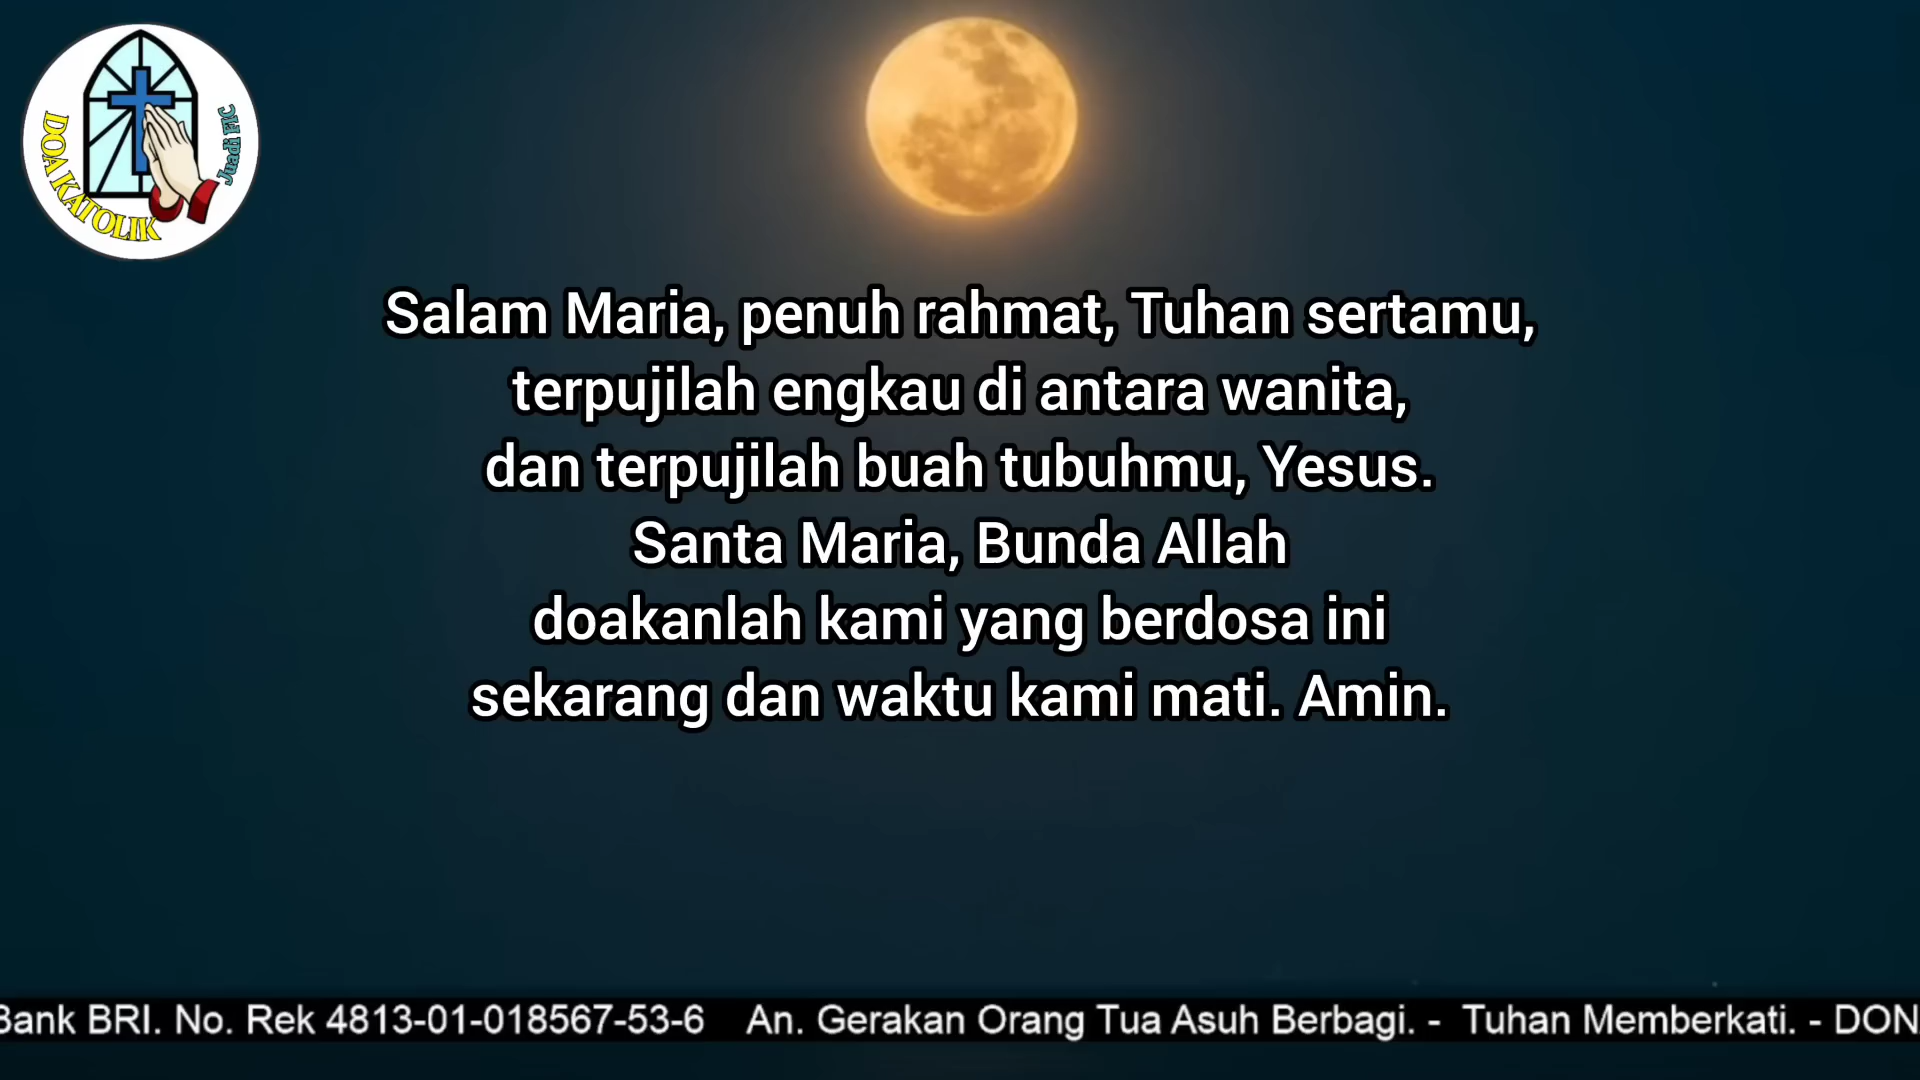 DOA KATOLIK
Juadi FIC
Salam Maria, penuh rahmat, Tuhan sertamu,
terpujilah engkau di antara wanita,
dan terpujilah buah tubuhmu, Yesus.
Santa Maria, Bunda Allah
doakanlah kami yang berdosa ini
sekarang dan waktu kami mati. Amin.
Bank BRI. No. Rek 4813-01-018567-53-6 An. Gerakan Orang Tua Asuh Berbagi. - Tuhan Memberkati. - DON